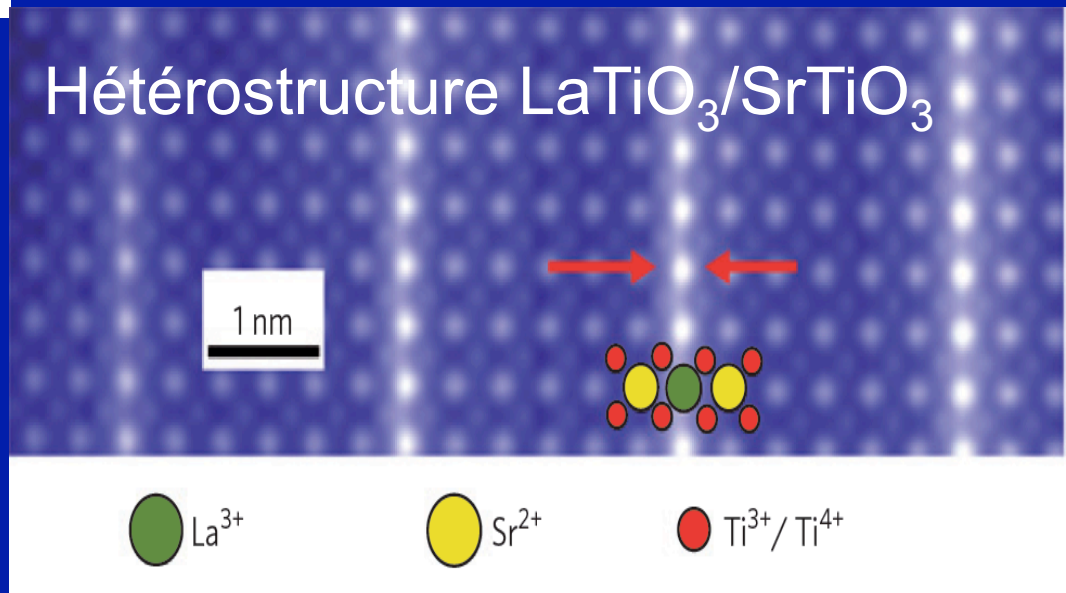 Hétérostructure LaTiO₃/SrTiO₃
1 nm
La³⁺ Sr²⁺ Ti³⁺/ Ti⁴⁺